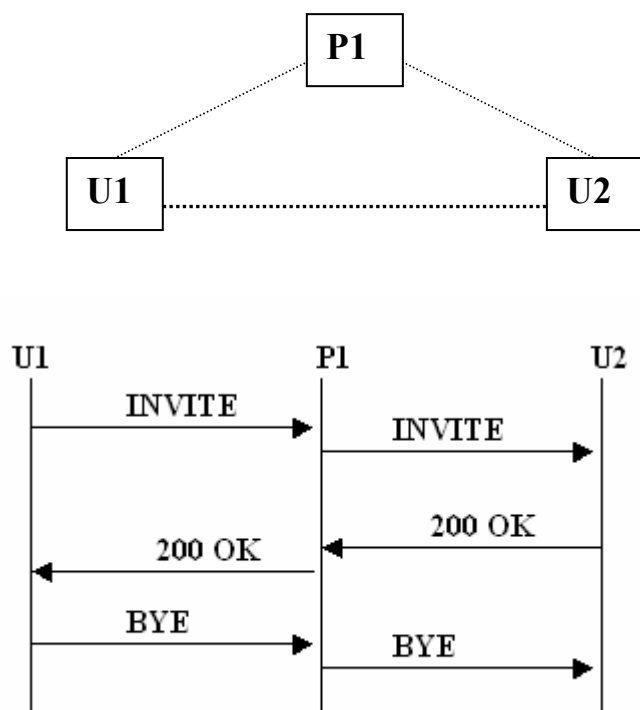 P1
U1 U2
U1 P1 U2
INVITE
INVITE
200 OK
200 OK
BYE
BYE